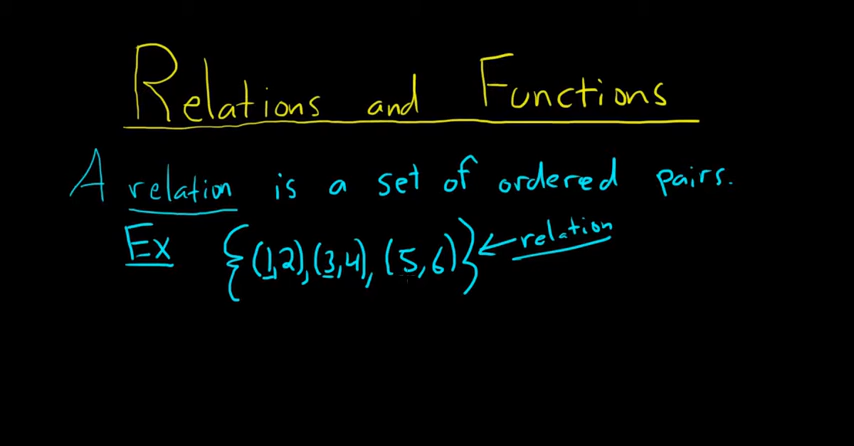 Relations and Functions
A relation is a set of ordered pairs.
Ex {(1,2),(3,4),(5,6)} ← relation